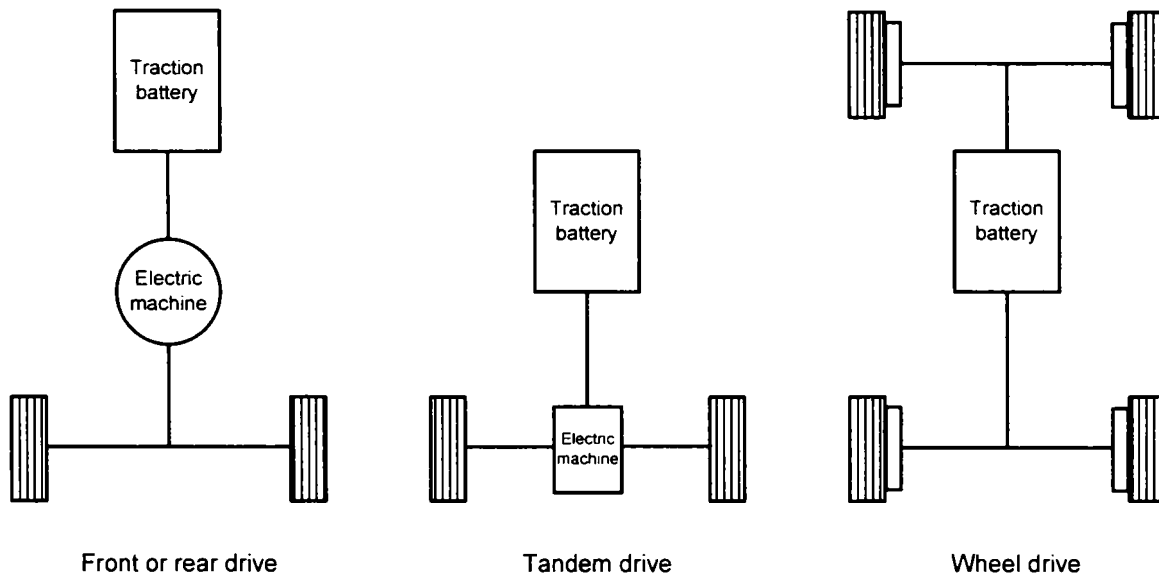 Traction
battery
Electric
machine
Front or rear drive
Traction
battery
Electric
machine
Tandem drive
Traction
battery
Wheel drive